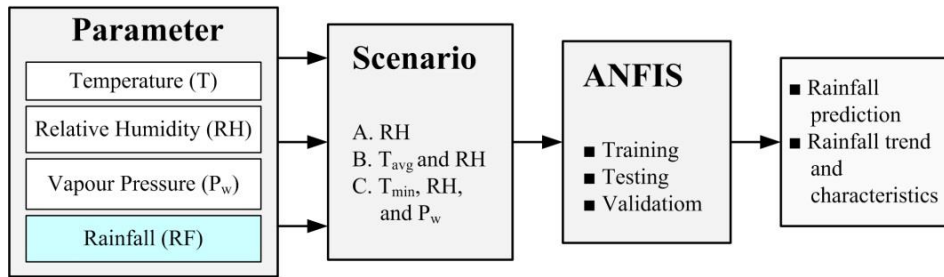 Parameter
Temperature (T)
Relative Humidity (RH)
Vapour Pressure (Pw)
Rainfall (RF)
Scenario
A. RH
B. Tavg and RH
C. Tmin, RH,
and Pw
ANFIS
■ Training
■ Testing
■ Validatiom
■ Rainfall
prediction
■ Rainfall trend
and
characteristics